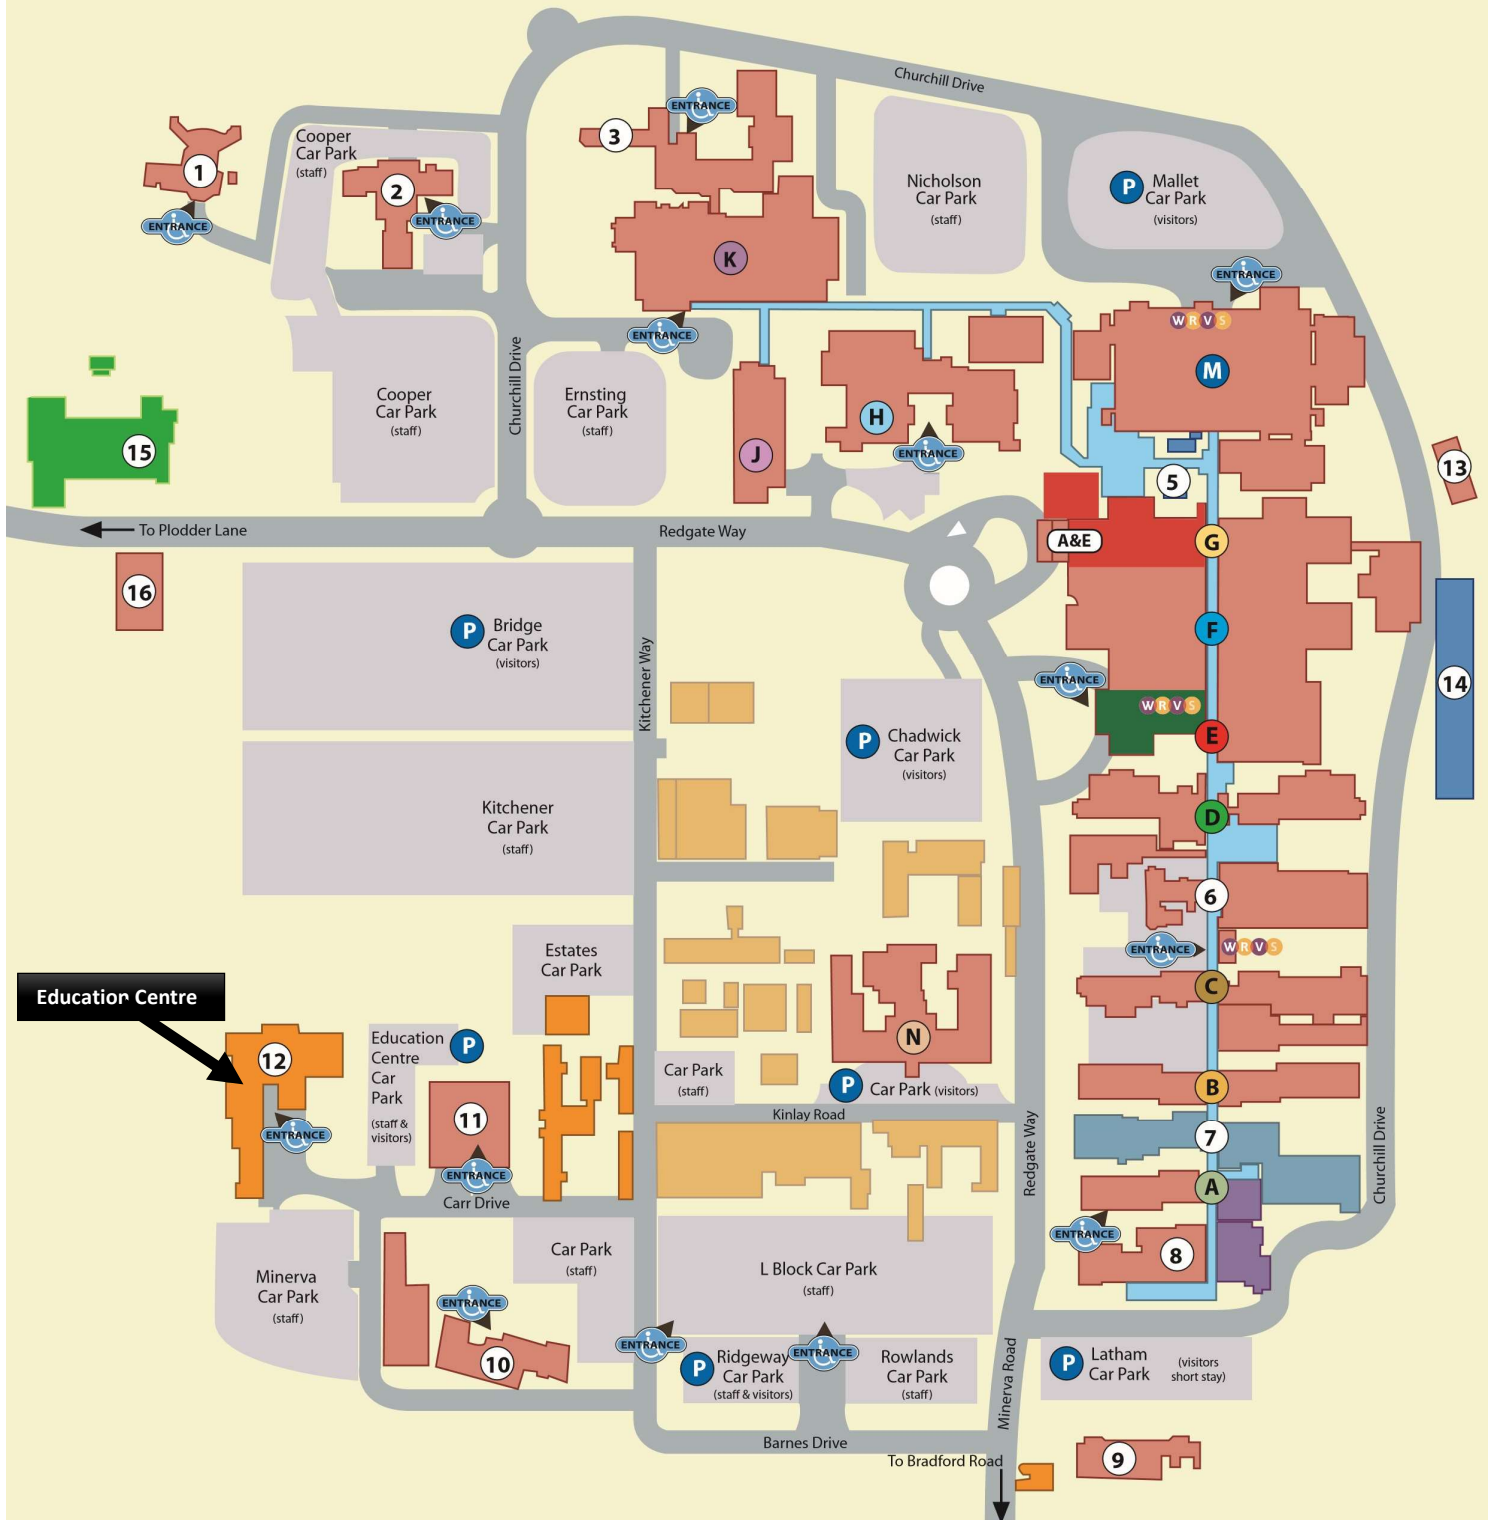 Churchill Drive
ENTRANCE
3
Cooper
Car Park
(staff)
1
2
ENTRANCE
ENTRANCE
Nicholson
Car Park
(staff)
P
Mallet
Car Park
(visitors)
K
ENTRANCE
ENTRANCE
WRVS
M
Churchill Drive
Cooper
Car Park
(staff)
Ernsting
Car Park
(staff)
H
J
ENTRANCE
15
5
13
To Plodder Lane
Redgate Way
A&E
G
16
P
Bridge
Car Park
(visitors)
Kitchener Way
F
ENTRANCE
14
WRVS
E
P
Chadwick
Car Park
(visitors)
Kitchener
Car Park
(staff)
D
6
Estates
Car Park
ENTRANCE
WRVS
Education Centre
C
12
Education
Centre
Car
Park
(staff &
visitors)
P
N
Car Park
(staff)
P
Car Park (visitors)
B
11
Kinlay Road
ENTRANCE
7
ENTRANCE
Carr Drive
Redgate Way
Churchill Drive
A
ENTRANCE
8
Minerva
Car Park
(staff)
Car Park
(staff)
L Block Car Park
(staff)
ENTRANCE
10
ENTRANCE
P
Ridgeway
Car Park
(staff & visitors)
ENTRANCE
Rowlands
Car Park
(staff)
Minerva Road
P
Latham
Car Park
(visitors
short stay)
Barnes Drive
To Bradford Road
9